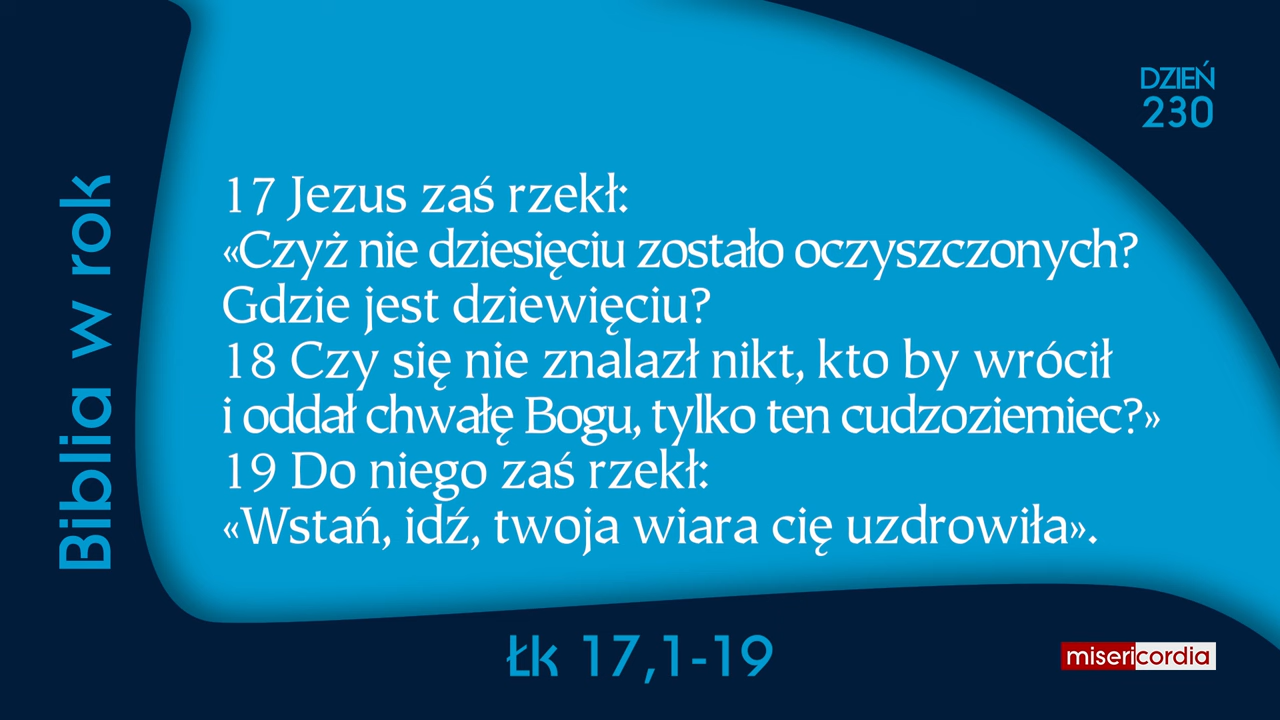 DZIEŃ
230
Biblia w rok
17 Jezus zaś rzekł:
«Czyż nie dziesięciu zostało oczyszczonych?
Gdzie jest dziewięciu?
18 Czy się nie znalazł nikt, kto by wrócił
i oddał chwałę Bogu, tylko ten cudzoziemiec?»
19 Do niego zaś rzekł:
«Wstań, idź, twoja wiara cię uzdrowiła».
Łk 17,1-19
misericordia